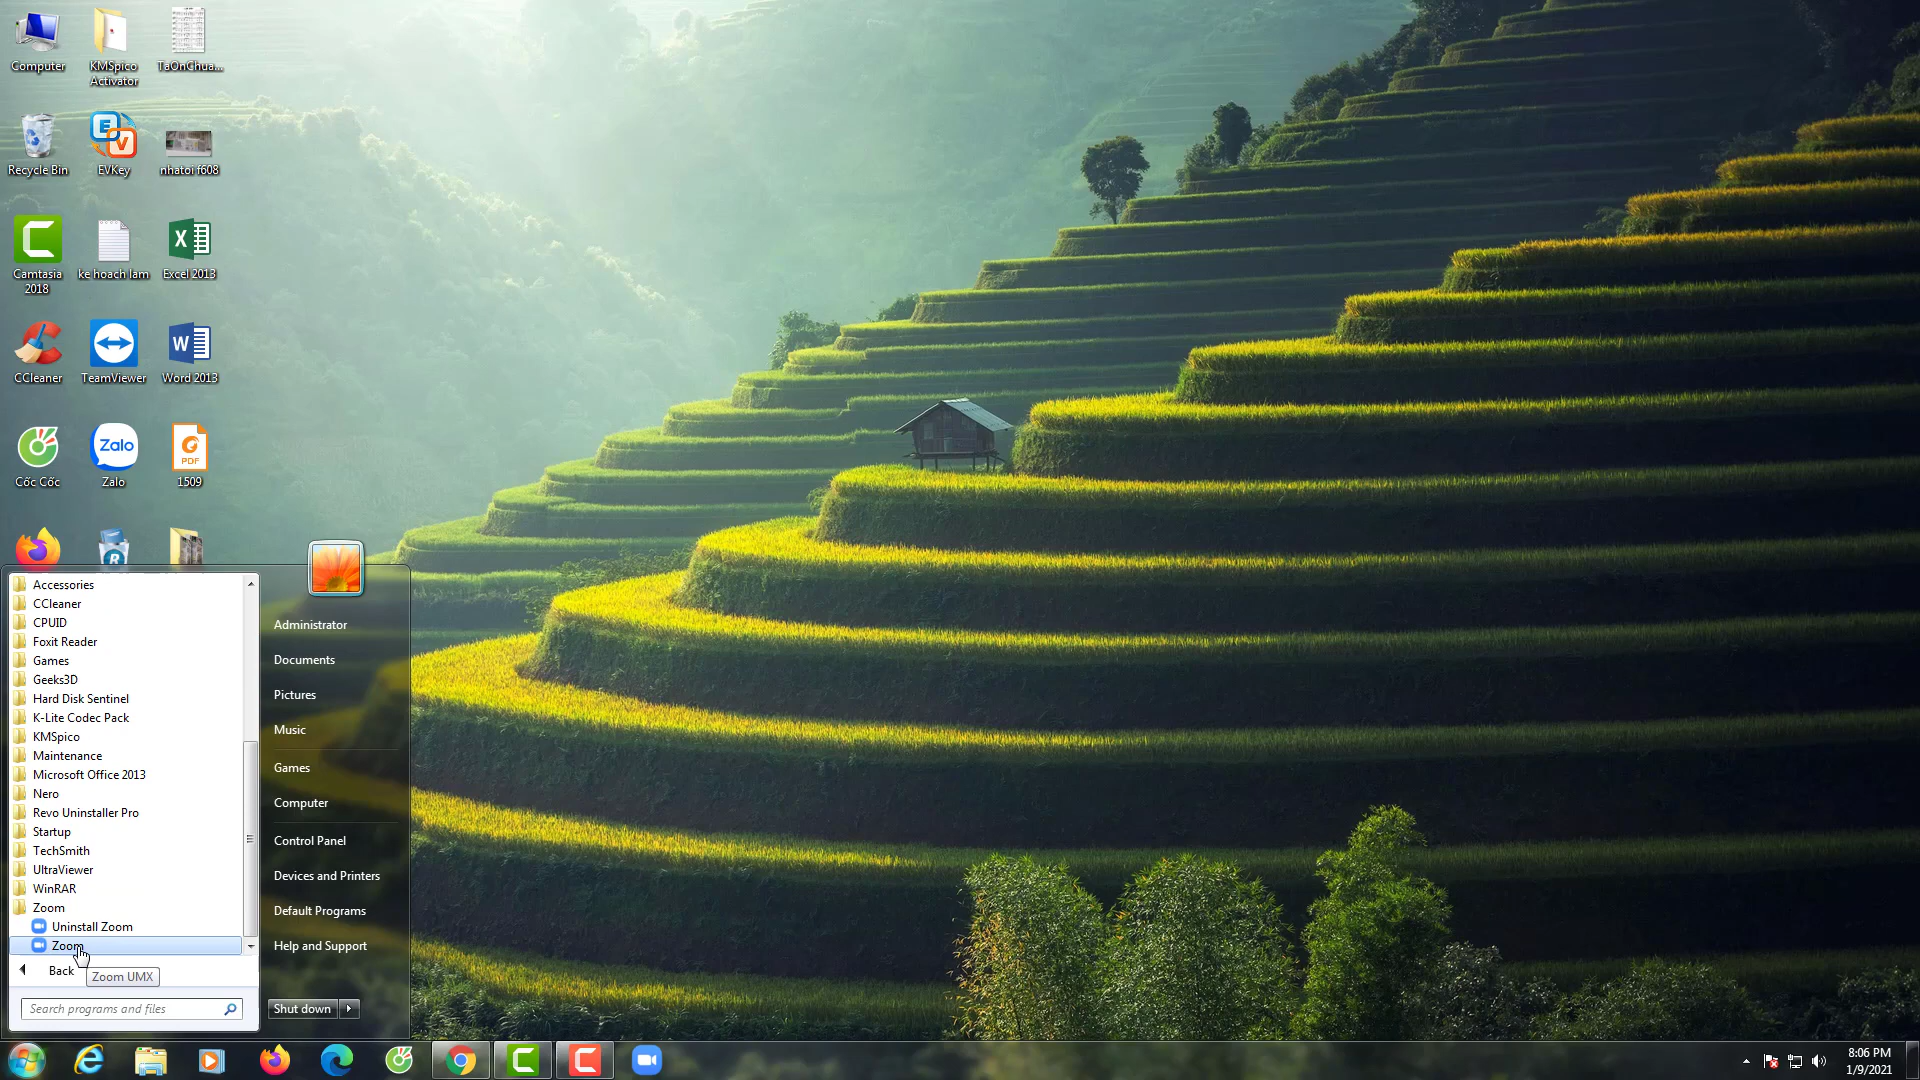 Computer
KMSpico
Activator
TaOnChua...
Recycle Bin
EVKey
nhatoi f608
Camtasia
2018
ke hoach lam
Excel 2013
CCleaner
TeamViewer
Word 2013
Cốc Cốc
Zalo
Zalo
PDF
1509
Accessories
CCleaner
CPUID
Foxit Reader
Games
Geeks3D
Hard Disk Sentinel
K-Lite Codec Pack
KMSpico
Maintenance
Microsoft Office 2013
Nero
Revo Uninstaller Pro
Startup
TechSmith
UltraViewer
WinRAR
Zoom
Uninstall Zoom
Zoom
Back
Zoom UMX
Search programs and files
Administrator
Documents
Pictures
Music
Games
Computer
Control Panel
Devices and Printers
Default Programs
Help and Support
Shut down
8:06 PM
1/9/2021